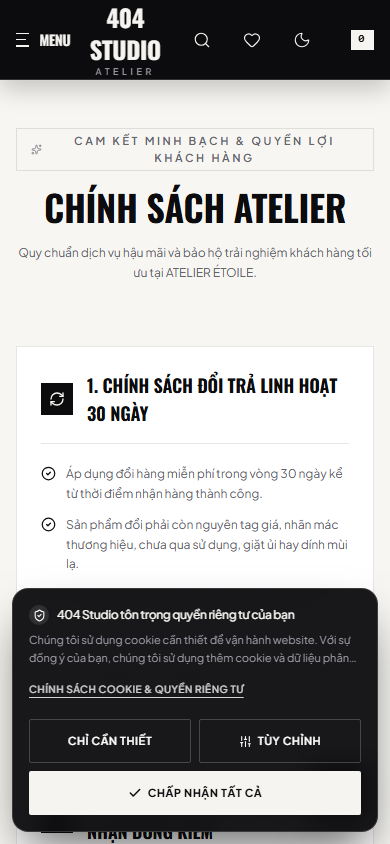 MENU
404
STUDIO
ATELIER
0
CAM KẾT MINH BẠCH & QUYỀN LỢI
KHÁCH HÀNG
CHÍNH SÁCH ATELIER
Quy chuẩn dịch vụ hậu mãi và bảo hộ trải nghiệm khách hàng tối
ưu tại ATELIER ÉTOILE.
1. CHÍNH SÁCH ĐỔI TRẢ LINH HOẠT
30 NGÀY
Áp dụng đổi hàng miễn phí trong vòng 30 ngày kể
từ thời điểm nhận hàng thành công.
Sản phẩm đổi phải còn nguyên tag giá, nhãn mác
thương hiệu, chưa qua sử dụng, giặt ủi hay dính mùi
lạ.
404 Studio tôn trọng quyền riêng tư của bạn
Chúng tôi sử dụng cookie cần thiết để vận hành website. Với sự
đồng ý của bạn, chúng tôi sử dụng thêm cookie và dữ liệu phân...
CHÍNH SÁCH COOKIE & QUYỀN RIÊNG TƯ
CHỈ CẦN THIẾT
TÙY CHỈNH
CHẤP NHẬN TẤT CẢ